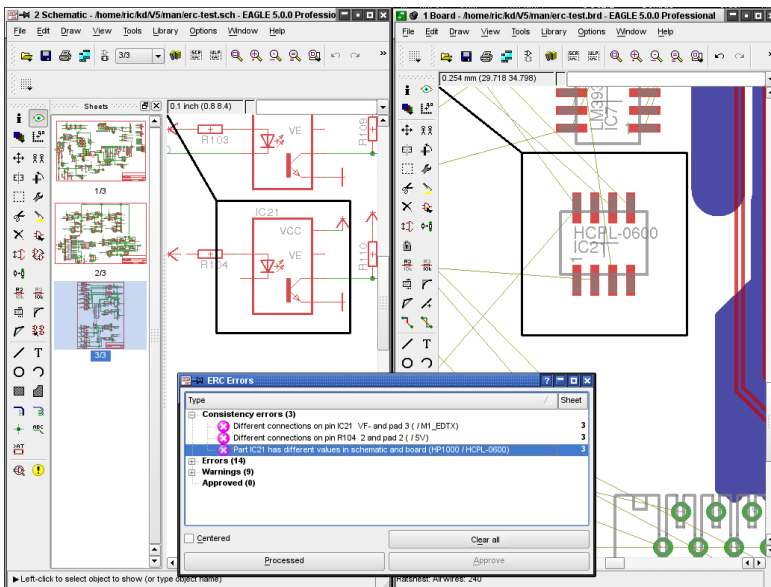 2 Schematic - /home/ric/kd/V5/man/erc-test.sch - EAGLE 5.0.0 Professio
File Edit Draw View Tools Library Options Window Help
3/3
Sheets
0.1 inch (0.8 8.4)
1/3
2/3
3/3
R103
VE
R109
IC21
VCC
VE
R104
R110
1 Board - /home/ric/kd/V5/man/erc-test.brd - EAGLE 5.0.0 Professional
File Edit Draw View Tools Library Options Window Help
0.254 mm (29.718 34.798)
LM393
IC7
HCPL-0600
IC21
1
ERC Errors
Type
Sheet
Consistency errors (3)
Different connections on pin IC21 VF- and pad 3 ( / M1_EDTX)
3
Different connections on pin R104 2 and pad 2 ( / 5V)
3
Part IC21 has different values in schematic and board (HP1000 / HCPL-0600)
3
Errors (14)
Warnings (9)
Approved (0)
Centered
Clear all
Processed
Approve
Left-click to select object to show (or type object name)
Ratsnest: Airwires: 240